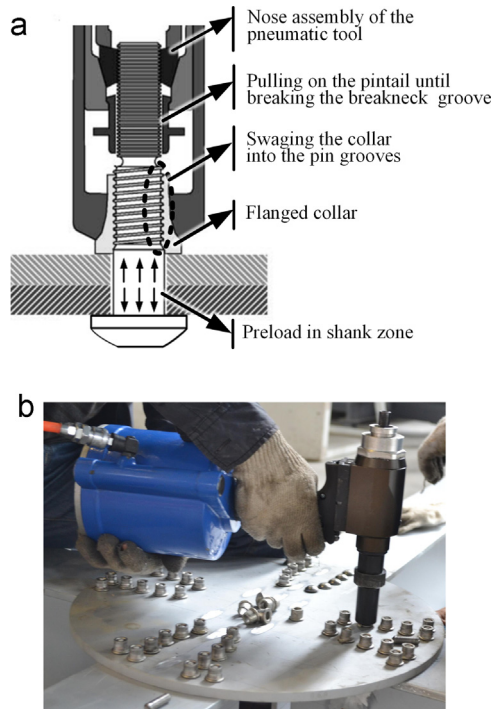 a
Nose assembly of the
pneumatic tool
Pulling on the pintail until
breaking the breakneck groove
Swaging the collar
into the pin grooves
Flanged collar
Preload in shank zone
b